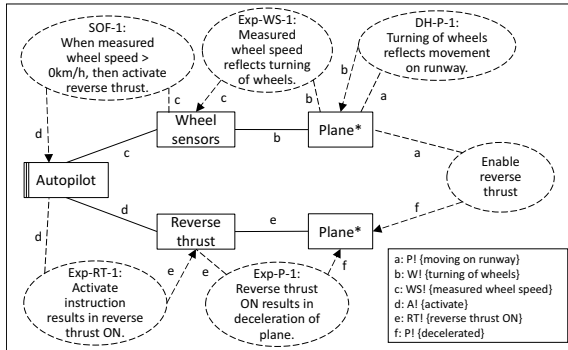 SOF-1:
When measured
wheel speed >
0km/h, then activate
reverse thrust.
Exp-WS-1:
Measured
wheel speed
reflects turning
of wheels.
DH-P-1:
Turning of wheels
reflects movement
on runway.
d
c
c
b
b
a
Wheel
sensors
b
Plane*
c
a
Autopilot
Enable
reverse
thrust
d
d
Reverse
thrust
e
Plane*
f
e
e
f
Exp-RT-1:
Activate
instruction
results in reverse
thrust ON.
Exp-P-1:
Reverse thrust
ON results in
deceleration of
plane.
a: P! {moving on runway}
b: W! {turning of wheels}
c: WS! {measured wheel speed}
d: A! {activate}
e: RT! {reverse thrust ON}
f: P! {decelerated}